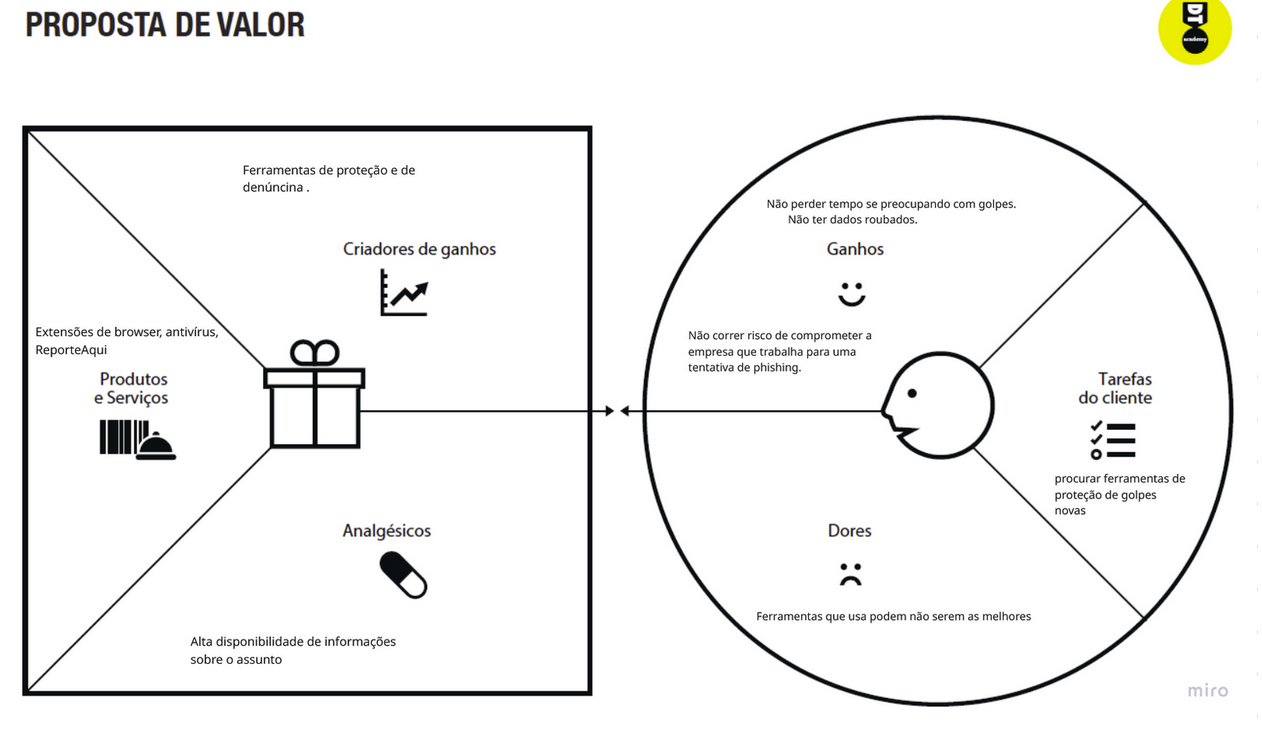 PROPOSTA DE VALOR
DT
academy
Ferramentas de proteção e de
denúncina .
Criadores de ganhos
Extensões de browser, antivírus,
ReporteAqui
Produtos
e Serviços
Analgésicos
Alta disponibilidade de informações
sobre o assunto
Não perder tempo se preocupando com golpes.
Não ter dados roubados.
Ganhos
Não correr risco de comprometer a
empresa que trabalha para uma
tentativa de phishing.
Tarefas
do cliente
procurar ferramentas de
proteção de golpes
novas
Dores
Ferramentas que usa podem não serem as melhores
miro